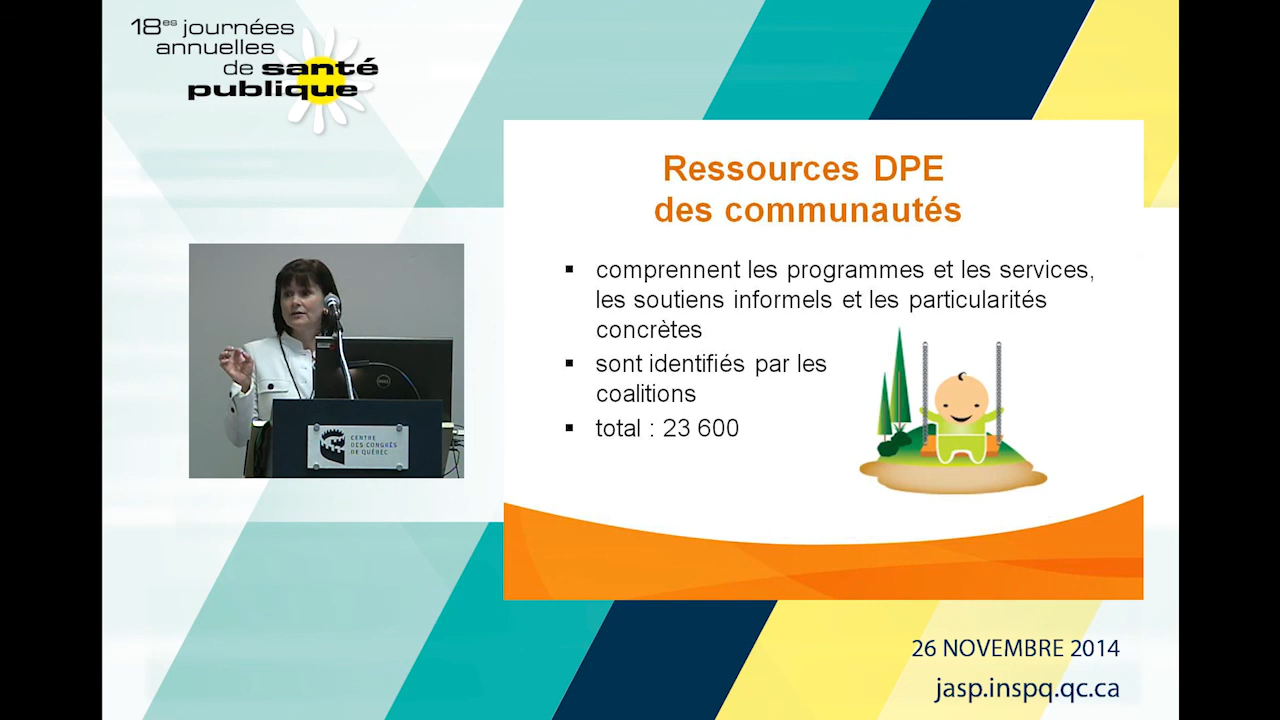 18es journées
annuelles
de santé
publique
Ressources DPE
des communautés
▪ comprennent les programmes et les services,
les soutiens informels et les particularités
concrètes
▪ sont identifiés par les
coalitions
▪ total : 23 600
DELL
CENTRE
DES CONGRÈS
DE QUÉBEC
26 NOVEMBRE 2014
jasp.inspq.qc.ca